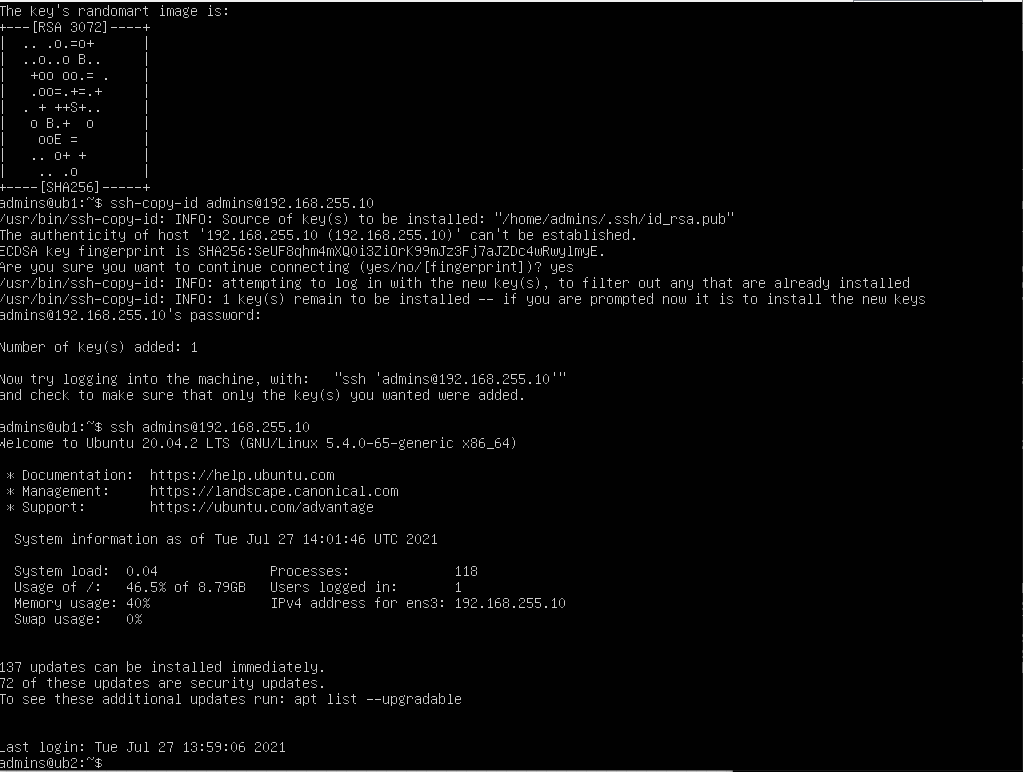 The key's randomart image is:
+---[RSA 3072]----+
|  .. .o.=o+      |
|  ..o..o B..     |
|   +oo oo.= .    |
|   .oo=.+=.+     |
|  . + ++S+..     |
|   o B.+  o      |
|    ooE =        |
|   .. o+ +       |
|    .. .o        |
+----[SHA256]-----+
admins@ub1:~$ ssh-copy-id admins@192.168.255.10
/usr/bin/ssh-copy-id: INFO: Source of key(s) to be installed: "/home/admins/.ssh/id_rsa.pub"
The authenticity of host '192.168.255.10 (192.168.255.10)' can't be established.
ECDSA key fingerprint is SHA256:SeUF8qhm4mXQ0i3ZiOrK99mJz3Fj7aJZDc4wRwylmyE.
Are you sure you want to continue connecting (yes/no/[fingerprint])? yes
/usr/bin/ssh-copy-id: INFO: attempting to log in with the new key(s), to filter out any that are already installed
/usr/bin/ssh-copy-id: INFO: 1 key(s) remain to be installed -- if you are prompted now it is to install the new keys
admins@192.168.255.10's password:
Number of key(s) added: 1
Now try logging into the machine, with:   "ssh 'admins@192.168.255.10'"
and check to make sure that only the key(s) you wanted were added.
admins@ub1:~$ ssh admins@192.168.255.10
Welcome to Ubuntu 20.04.2 LTS (GNU/Linux 5.4.0-65-generic x86_64)
* Documentation:  https://help.ubuntu.com
* Management:     https://landscape.canonical.com
* Support:        https://ubuntu.com/advantage
System information as of Tue Jul 27 14:01:46 UTC 2021
System load:  0.04               Processes:             118
Usage of /:   46.5% of 8.79GB   Users logged in:       1
Memory usage: 40%               IPv4 address for ens3: 192.168.255.10
Swap usage:   0%
137 updates can be installed immediately.
72 of these updates are security updates.
To see these additional updates run: apt list --upgradable
Last login: Tue Jul 27 13:59:06 2021
admins@ub2:~$